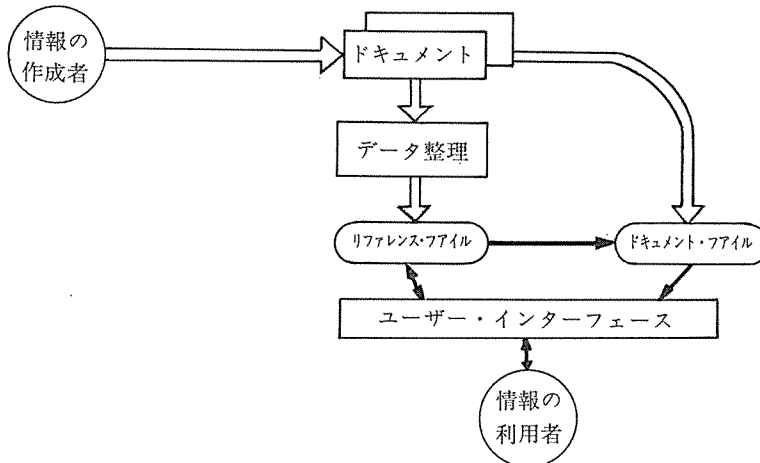 情報の
作成者
ドキュメント
データ整理
リファレンス・フアイル
ドキュメント・フアイル
ユーザー・インターフェース
情報の
利用者